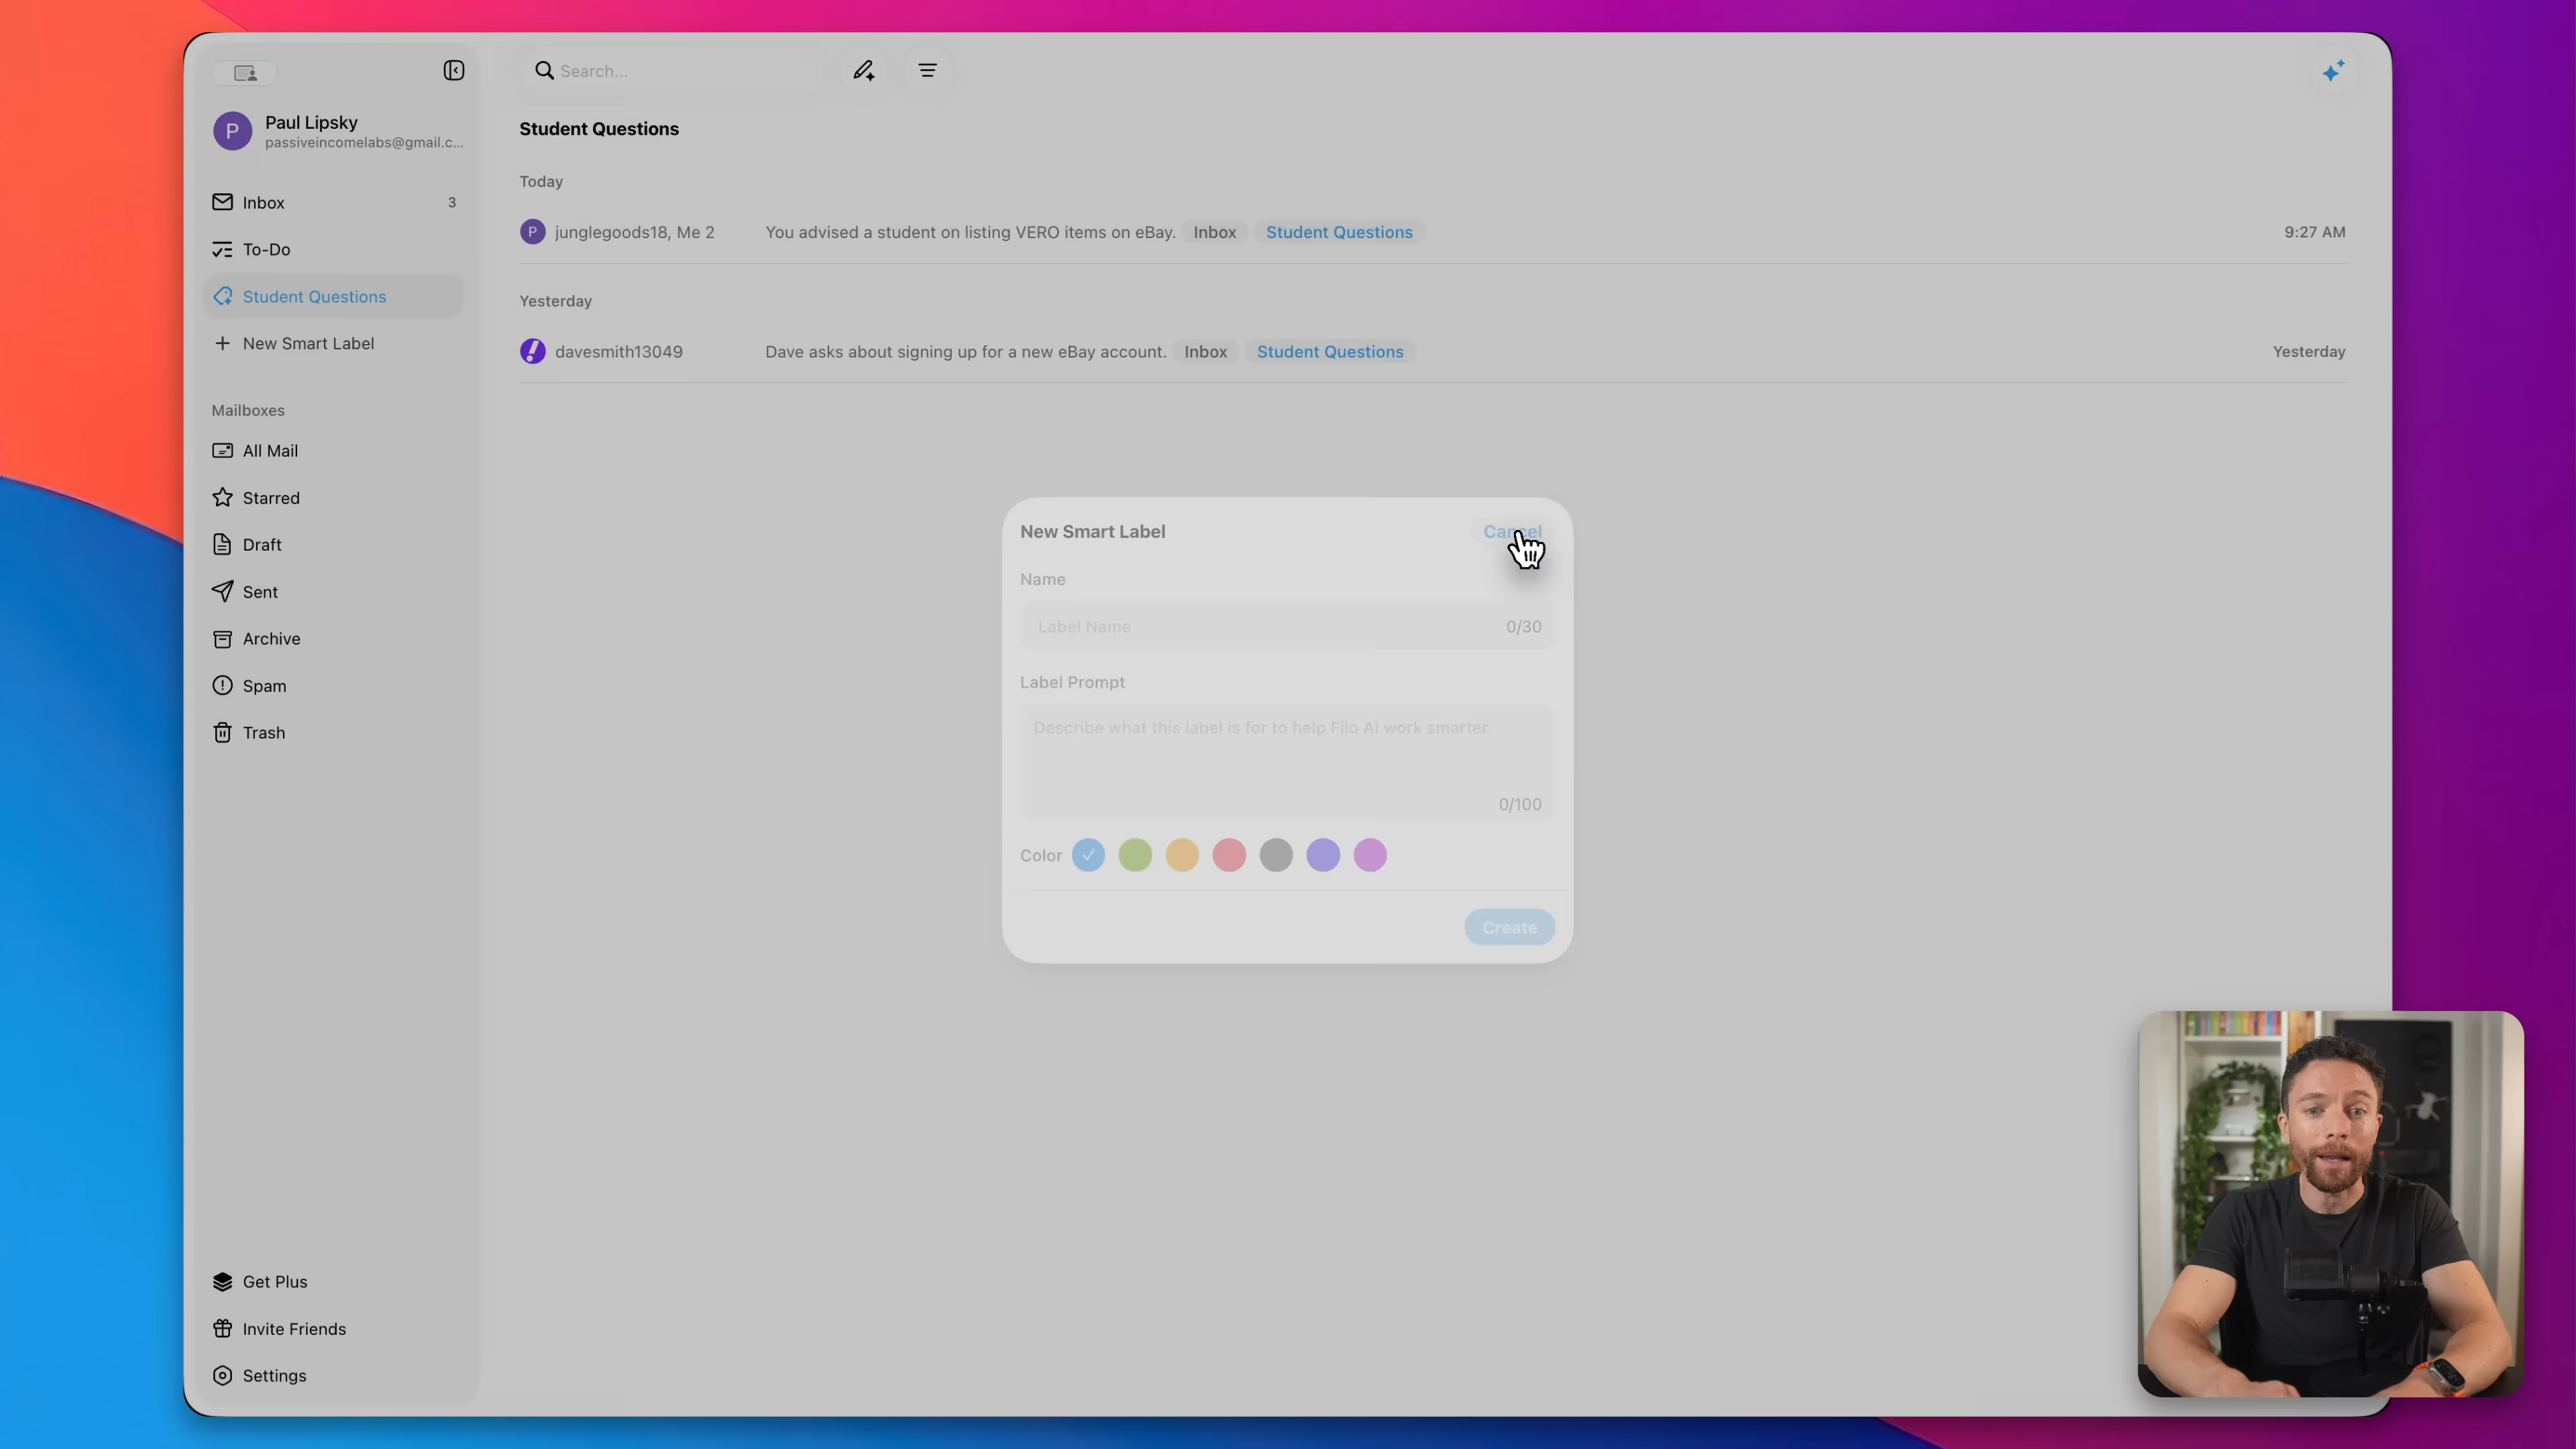 Search...
P
Paul Lipsky
passiveincomelabs@gmail.c...
Inbox 3
To-Do
Student Questions
New Smart Label
Mailboxes
All Mail
Starred
Draft
Sent
Archive
Spam
Trash
Get Plus
Invite Friends
Settings
Student Questions
Today
P junglegoods18, Me 2 You advised a student on listing VERO items on eBay. Inbox Student Questions 9:27 AM
Yesterday
davesmith13049 Dave asks about signing up for a new eBay account. Inbox Student Questions Yesterday
New Smart Label Cancel
Name
Label Name 0/30
Label Prompt
Describe what this label is for to help Filo AI work smarter.
0/100
Color
Create